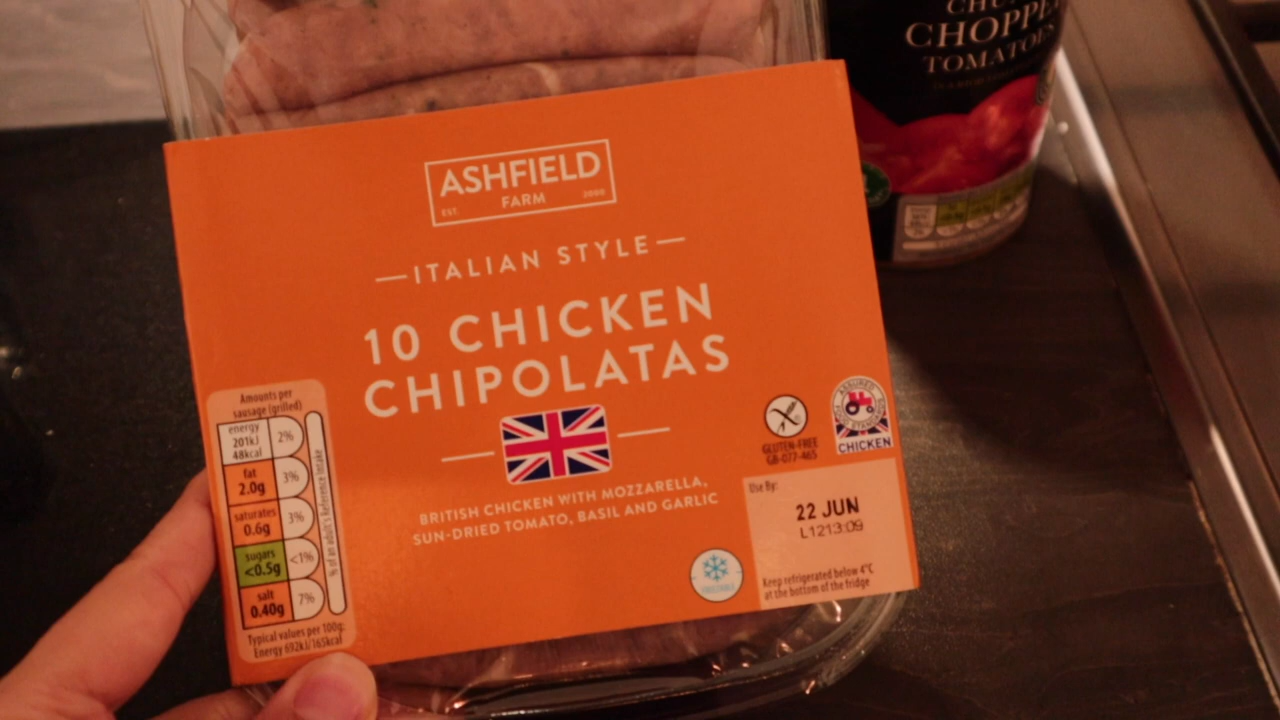 CHOPPE
TOMATOES
ASHFIELD
EST. FARM 2000
ITALIAN STYLE
10 CHICKEN
CHIPOLATAS
BRITISH CHICKEN WITH MOZZARELLA,
SUN-DRIED TOMATO, BASIL AND GARLIC
Amounts per
sausage (grilled)
energy
201kJ
48kcal
2%
fat
2.0g
3%
saturates
0.6g
3%
sugars
<0.5g
<1%
salt
0.40g
7%
% of an adult's Reference Intake
Typical values per 100g:
Energy 692kJ/165kcal
GLUTEN-FREE
GB-077-465
ASSURED
FOOD STANDARDS
CHICKEN
Use By:
22 JUN
L1213:09
Keep refrigerated below 4°C
at the bottom of the fridge